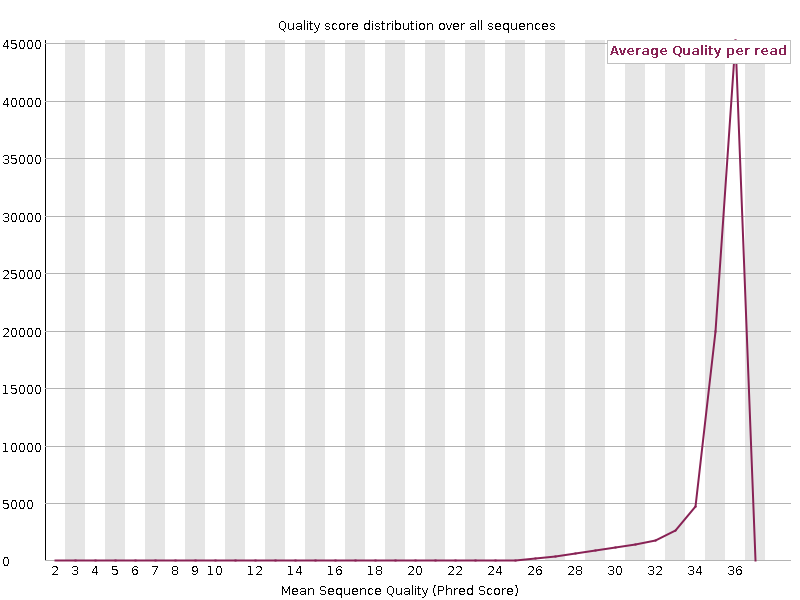 Quality score distribution over all sequences
Average Quality per read
45000
40000
35000
30000
25000
20000
15000
10000
5000
0
2 3 4 5 6 7 8 9 10 12 14 16 18 20 22 24 26 28 30 32 34 36
Mean Sequence Quality (Phred Score)